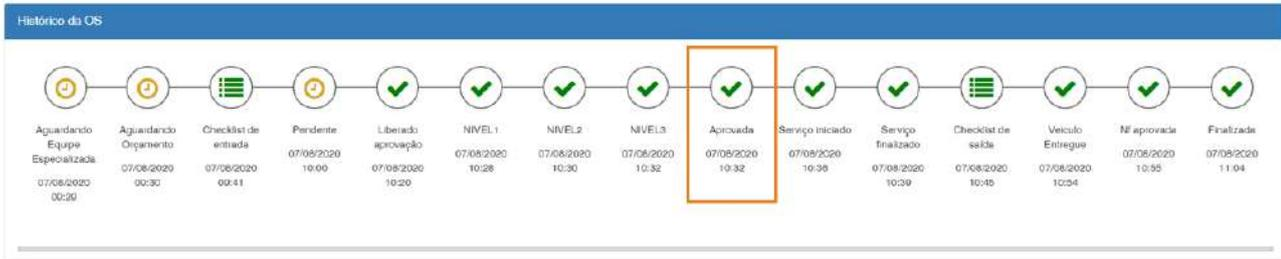 Histórico da OS
Aguardando
Equipe
Especializada
07/08/2020
09:29
Aguardando
Orçamento
07/08/2020
09:30
Checklist de
entrada
07/08/2020
09:41
Pendente
07/08/2020
10:00
Liberado
aprovação
07/08/2020
10:20
NIVEL1
07/08/2020
10:28
NIVEL2
07/08/2020
10:30
NIVEL3
07/08/2020
10:32
Aprovada
07/08/2020
10:32
Serviço iniciado
07/08/2020
10:36
Serviço
finalizado
07/08/2020
10:39
Checklist de
saída
07/08/2020
10:45
Veiculo
Entregue
07/08/2020
10:54
Nf aprovada
07/08/2020
10:55
Finalizada
07/08/2020
11:04